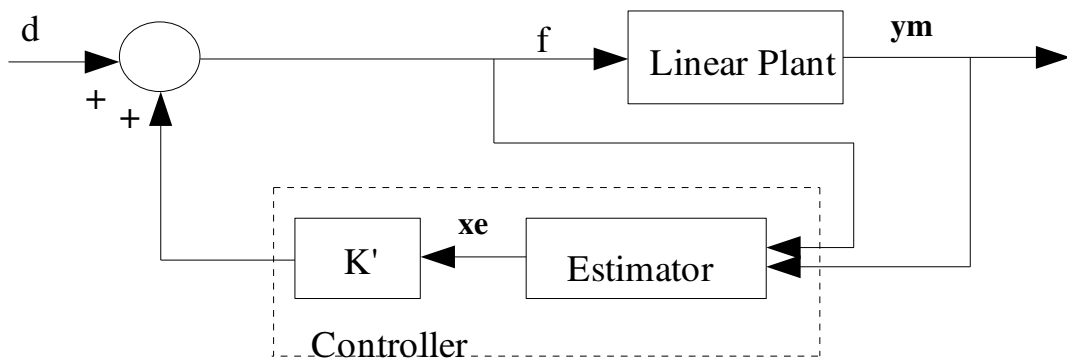 d
f
ym
Linear Plant
+
+
xe
K'
Estimator
Controller